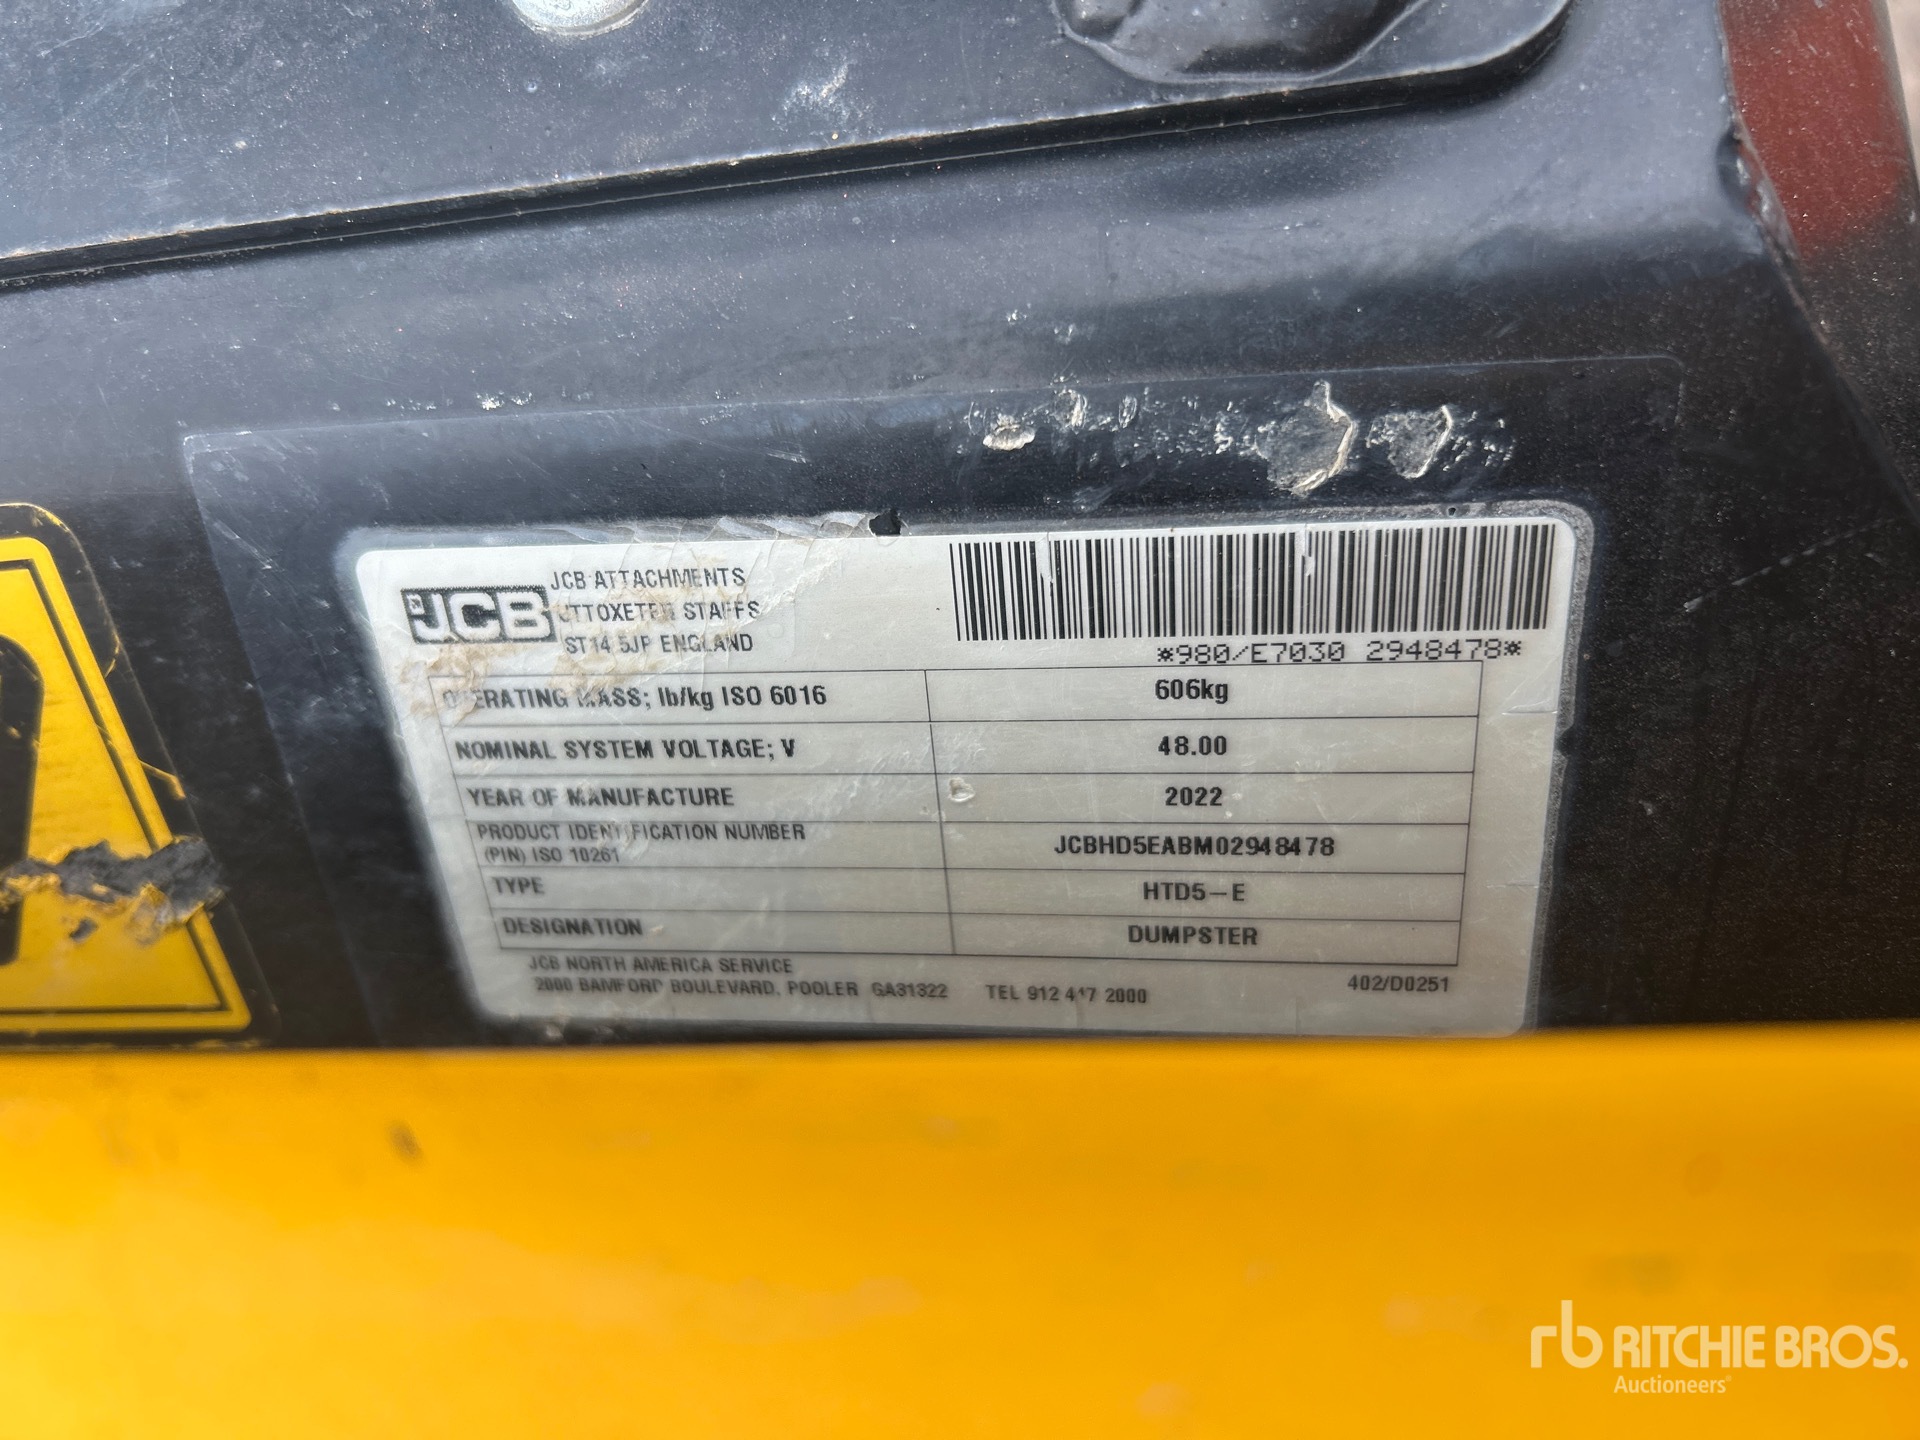 JCB JCB ATTACHMENTS
UTTOXETER STAFFS
ST14 5JP ENGLAND
*980/E7030 2948478*
OPERATING MASS; lb/kg ISO 6016 606kg
NOMINAL SYSTEM VOLTAGE; V 48.00
YEAR OF MANUFACTURE 2022
PRODUCT IDENTIFICATION NUMBER
(PIN) ISO 10261 JCBHD5EABM02948478
TYPE HTD5-E
DESIGNATION DUMPSTER
JCB NORTH AMERICA SERVICE
2000 BAMFORD BOULEVARD, POOLER GA31322 TEL 912 447 2000 402/D0251
rb RITCHIE BROS.
Auctioneers